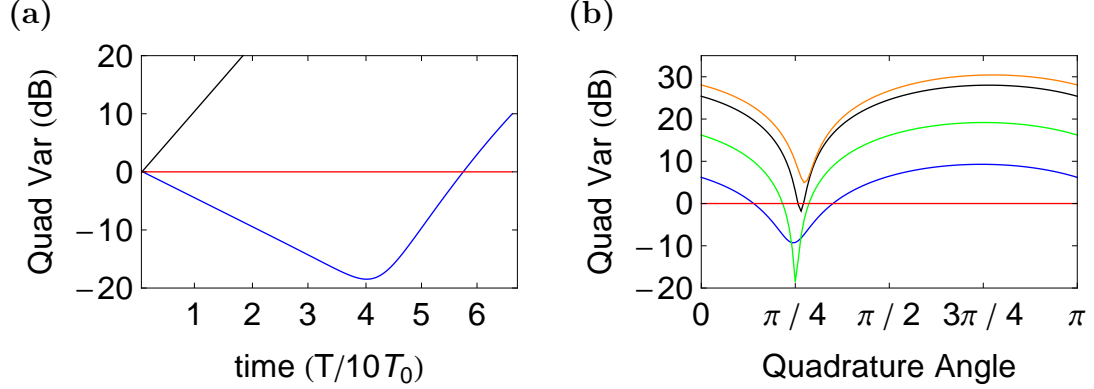 (a)
Quad Var (dB)
20
10
0
−10
−20
1 2 3 4 5 6
time (T/10T₀)
(b)
Quad Var (dB)
30
20
10
0
−10
−20
0 π / 4 π / 2 3π / 4 π
Quadrature Angle